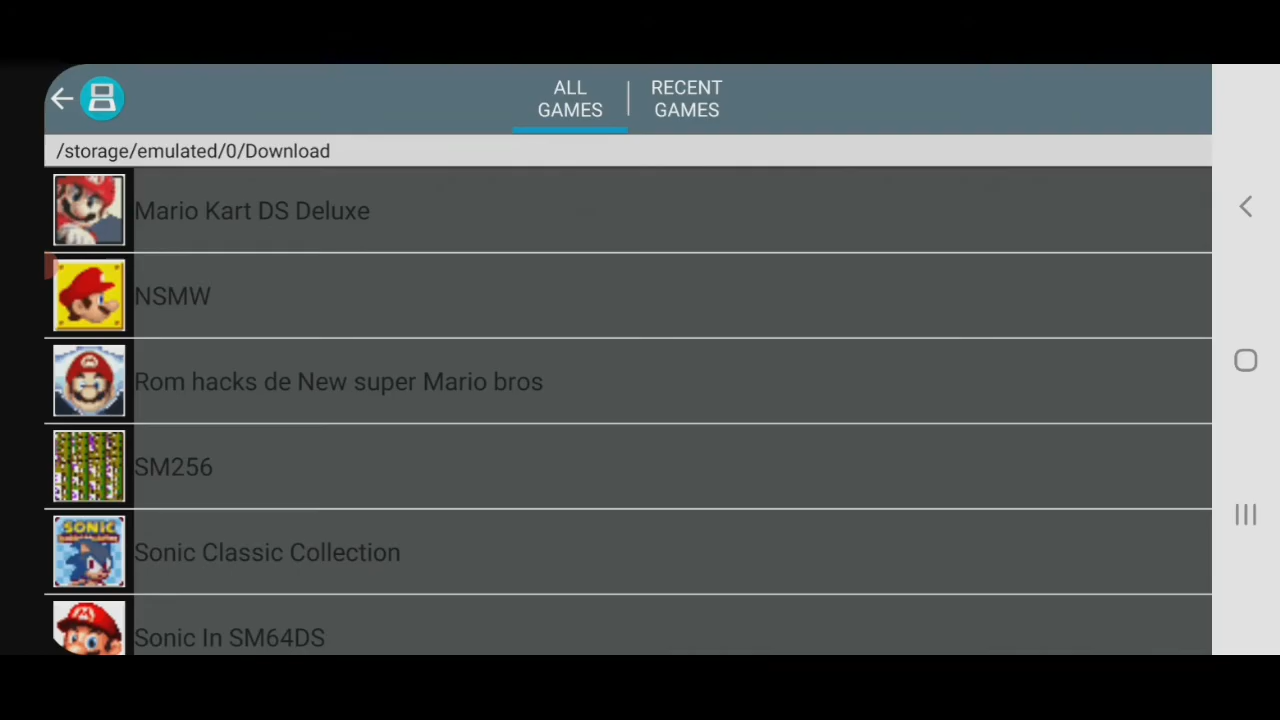 ALL
GAMES
RECENT
GAMES
/storage/emulated/0/Download
Mario Kart DS Deluxe
NSMW
Rom hacks de New super Mario bros
SM256
SONIC
Sonic Classic Collection
Sonic In SM64DS